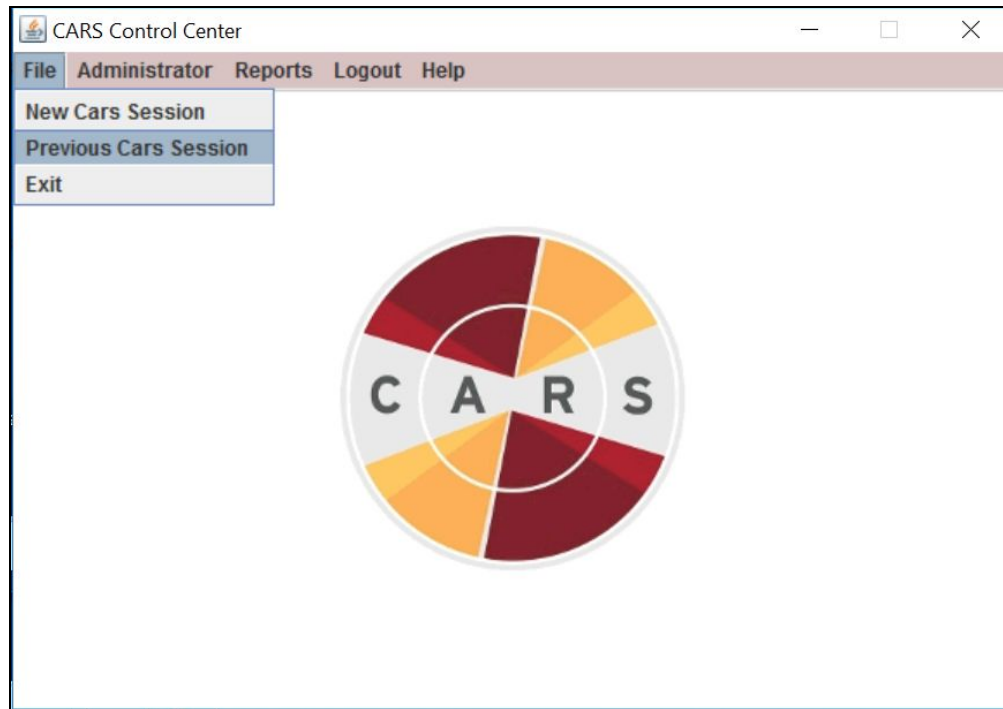 CARS Control Center
File Administrator Reports Logout Help
New Cars Session
Previous Cars Session
Exit
C A R S